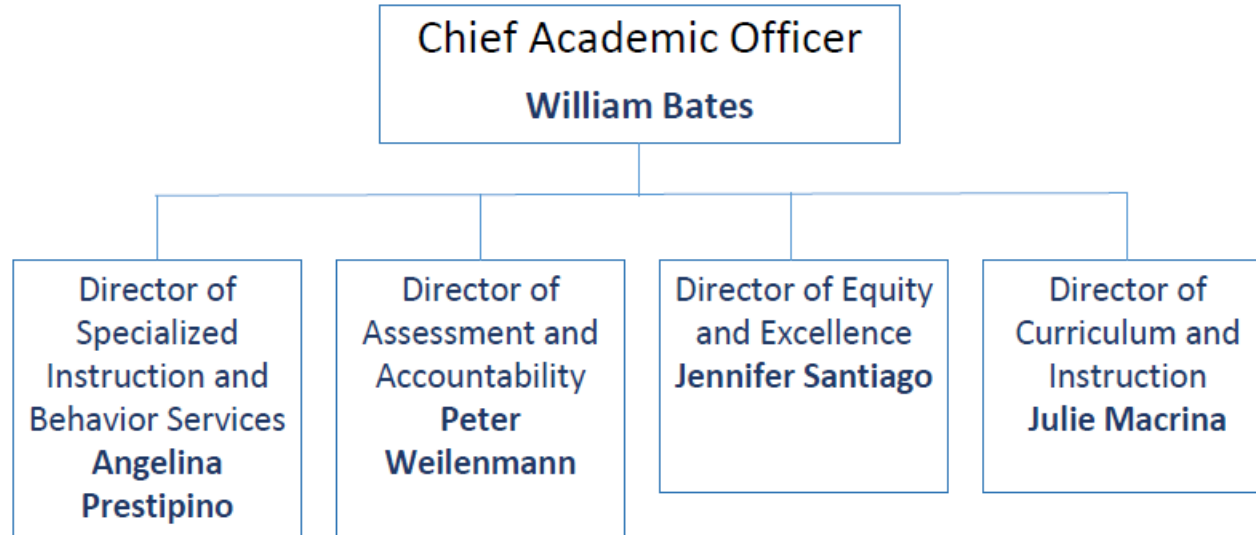 Chief Academic Officer
William Bates
Director of
Specialized
Instruction and
Behavior Services
Angelina
Prestipino
Director of
Assessment and
Accountability
Peter
Weilenmann
Director of Equity
and Excellence
Jennifer Santiago
Director of
Curriculum and
Instruction
Julie Macrina